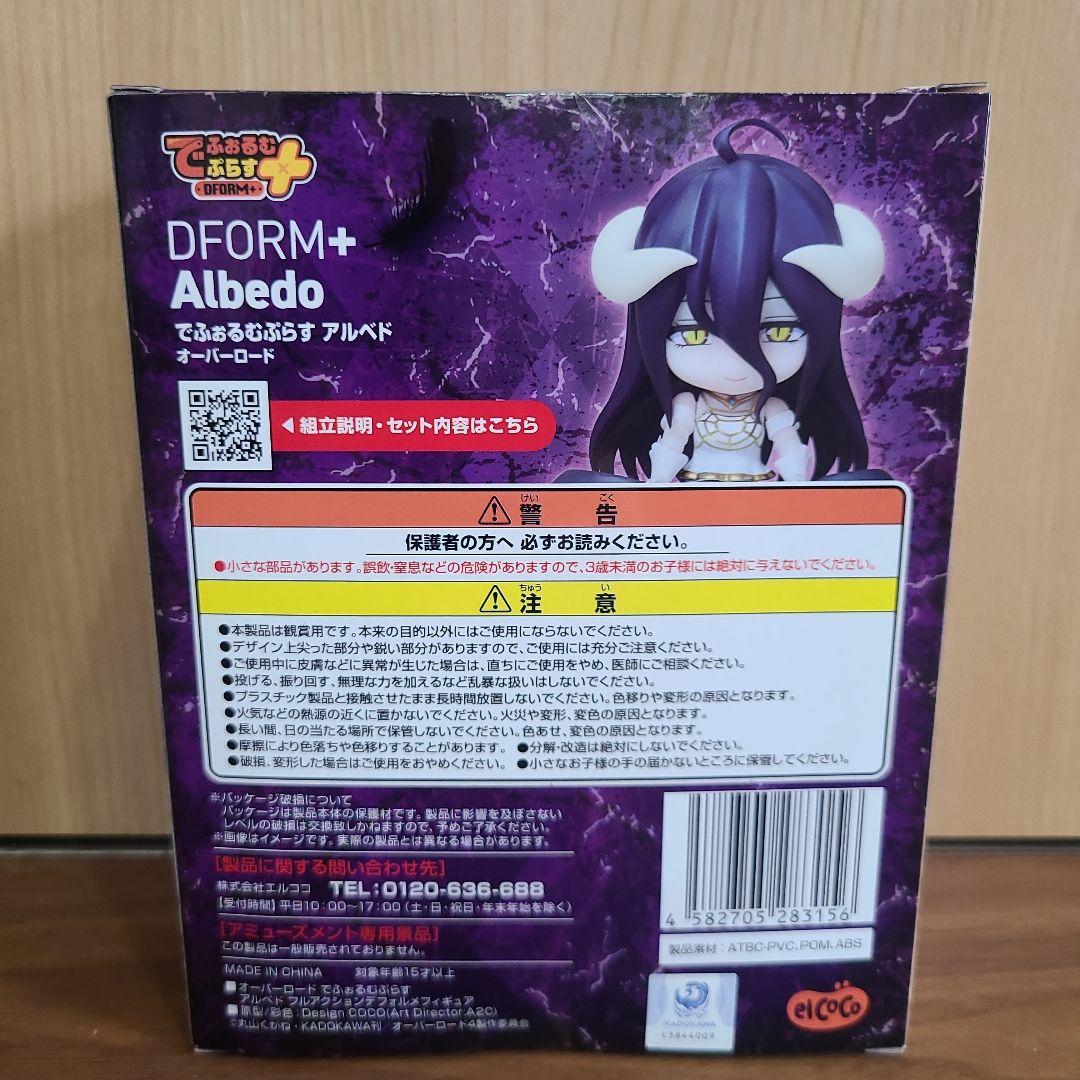 でふぉるむ
ぷらす
DFORM+
DFORM+
Albedo
でふぉるむぷらす アルベド
オーバーロード
◀組立説明・セット内容はこちら
けい こく
⚠警 告
保護者の方へ 必ずお読みください。
●小さな部品があります。誤飲・窒息などの危険がありますので、3歳未満のお子様には絶対に与えないでください。
ちゅう い
⚠注 意
●本製品は観賞用です。本来の目的以外にはご使用にならないでください。
●デザイン上尖った部分や鋭い部分がありますので、ご使用には充分ご注意ください。
●ご使用中に皮膚などに異常が生じた場合は、直ちにご使用をやめ、医師にご相談ください。
●投げる、振り回す、無理な力を加えるなど乱暴な扱いはしないでください。
●プラスチック製品と接触させたまま長時間放置しないでください。色移りや変形の原因となります。
●火気などの熱源の近くに置かないでください。火災や変形、変色の原因となります。
●長い間、日の当たる場所で保管しないでください。色あせ、変色の原因となります。
●摩擦により色落ちや色移りすることがあります。 ●分解・改造は絶対にしないでください。
●破損、変形した場合はご使用をおやめください。 ●小さなお子様の手の届かないところに保管してください。
※パッケージ破損について
パッケージは製品本体の保護材です。製品に影響を及ぼさない
レベルの破損は交換致しかねますので、予めご了承ください。
※画像はイメージです。実際の製品とは異なる場合があります。
[製品に関する問い合わせ先]
株式会社エルココ TEL:0120-636-688
【受付時間】平日10:00〜17:00(土・日・祝日・年末年始を除く)
[アミューズメント専用景品]
この製品は一般販売されておりません。
MADE IN CHINA 対象年齢15才以上
■オーバーロード でふぉるむぷらす
アルベド フルアクションデフォルメフィギュア
■原型/彩色:Design COCO(Art Director:A2C)
©丸山くがね・KADOKAWA刊/オーバーロード4製作委員会
4 582705 283156
製品素材:ATBC-PVC.POM.ABS
KADOKAWA
elCoCo